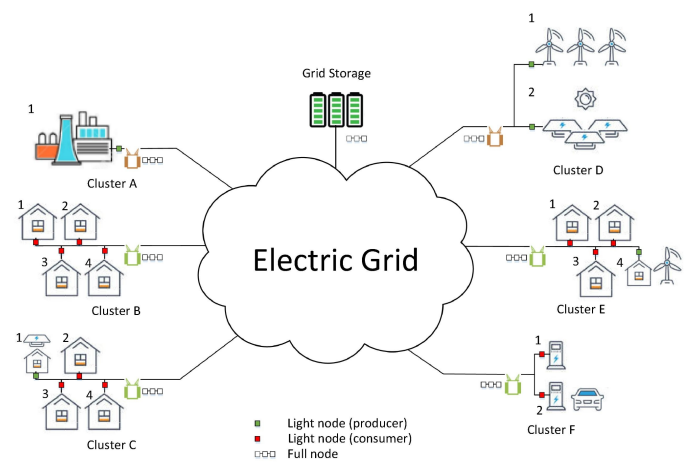 1
Grid Storage
1
2
Cluster A
Cluster D
1 2
3 4
Cluster B
Electric Grid
1 2
3 4
Cluster E
1 2
3 4
Cluster C
1
2
Cluster F
Light node (producer)
Light node (consumer)
Full node